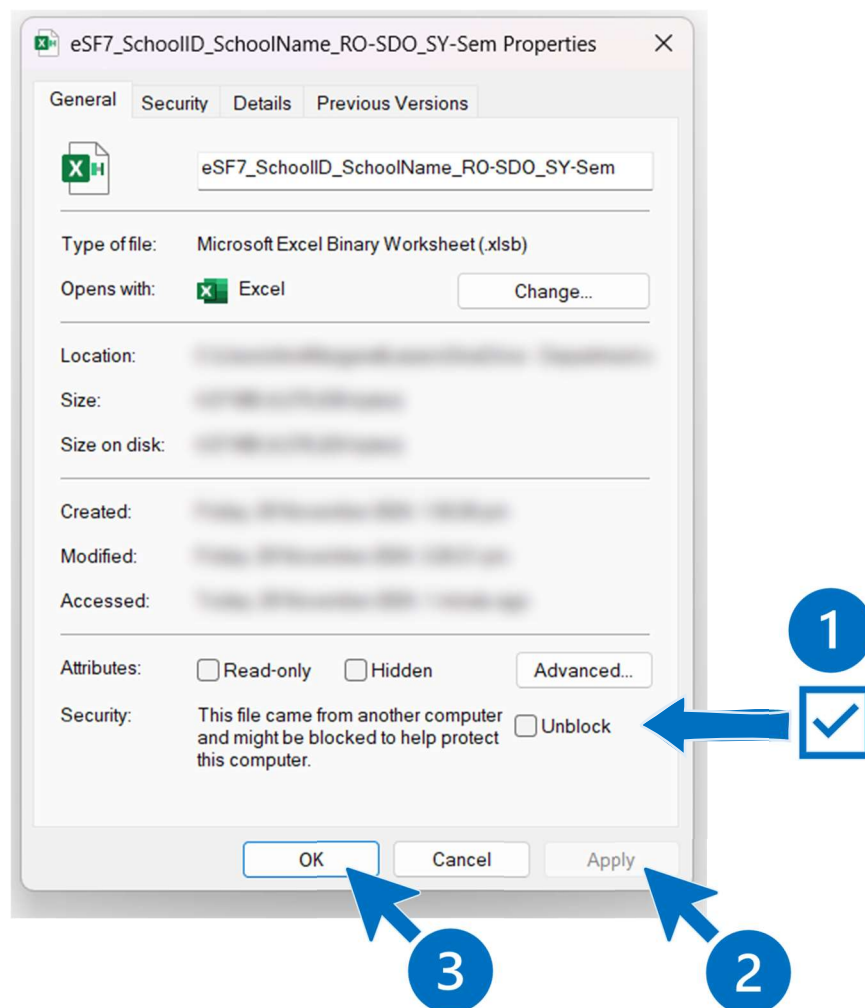 eSF7_SchoolID_SchoolName_RO-SDO_SY-Sem Properties
General Security Details Previous Versions
eSF7_SchoolID_SchoolName_RO-SDO_SY-Sem
Type of file: Microsoft Excel Binary Worksheet (.xlsb)
Opens with: Excel Change...
Location:
Size:
Size on disk:
Created:
Modified:
Accessed:
Attributes: Read-only Hidden Advanced...
1
Security: This file came from another computer
and might be blocked to help protect
this computer.
Unblock
OK Cancel Apply
3 2